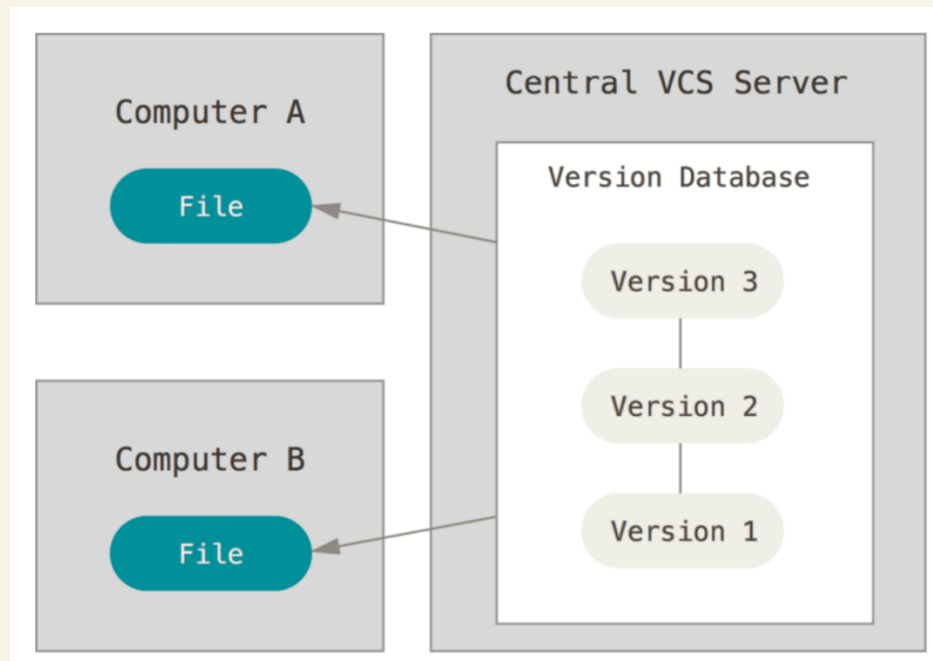 Computer A
File
Computer B
File
Central VCS Server
Version Database
Version 3
Version 2
Version 1